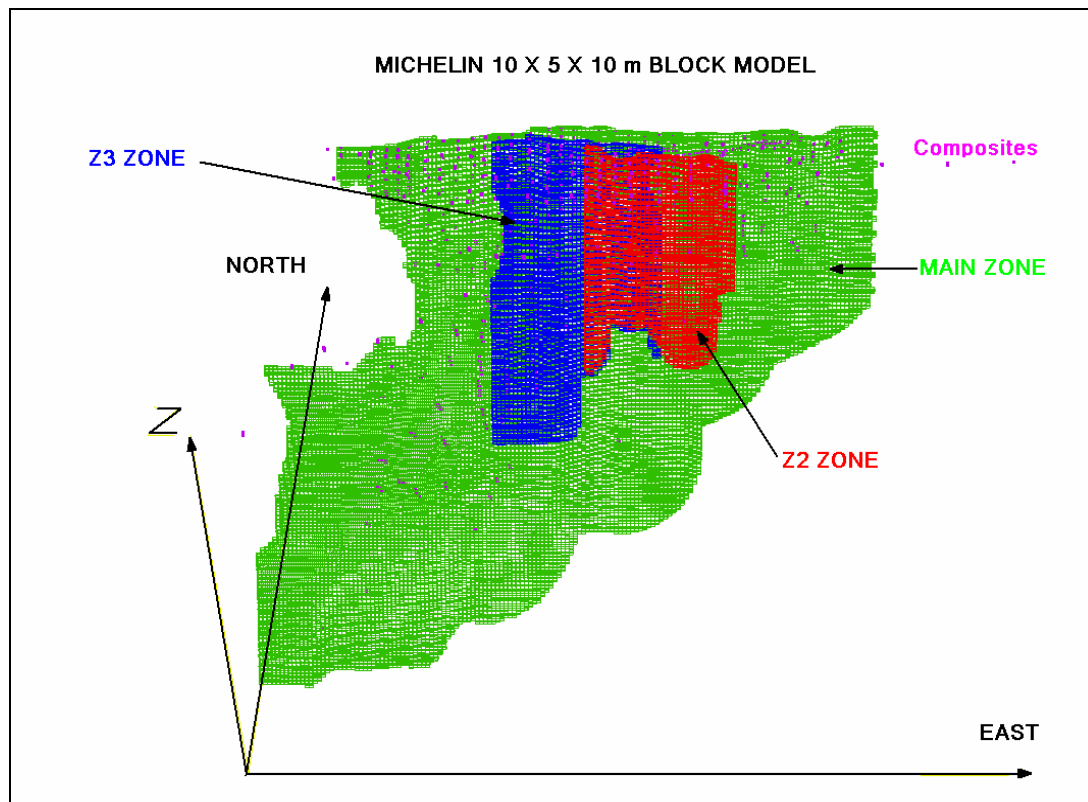 MICHELIN 10 X 5 X 10 m BLOCK MODEL
Z3 ZONE
Composites
NORTH
MAIN ZONE
Z
Z2 ZONE
EAST